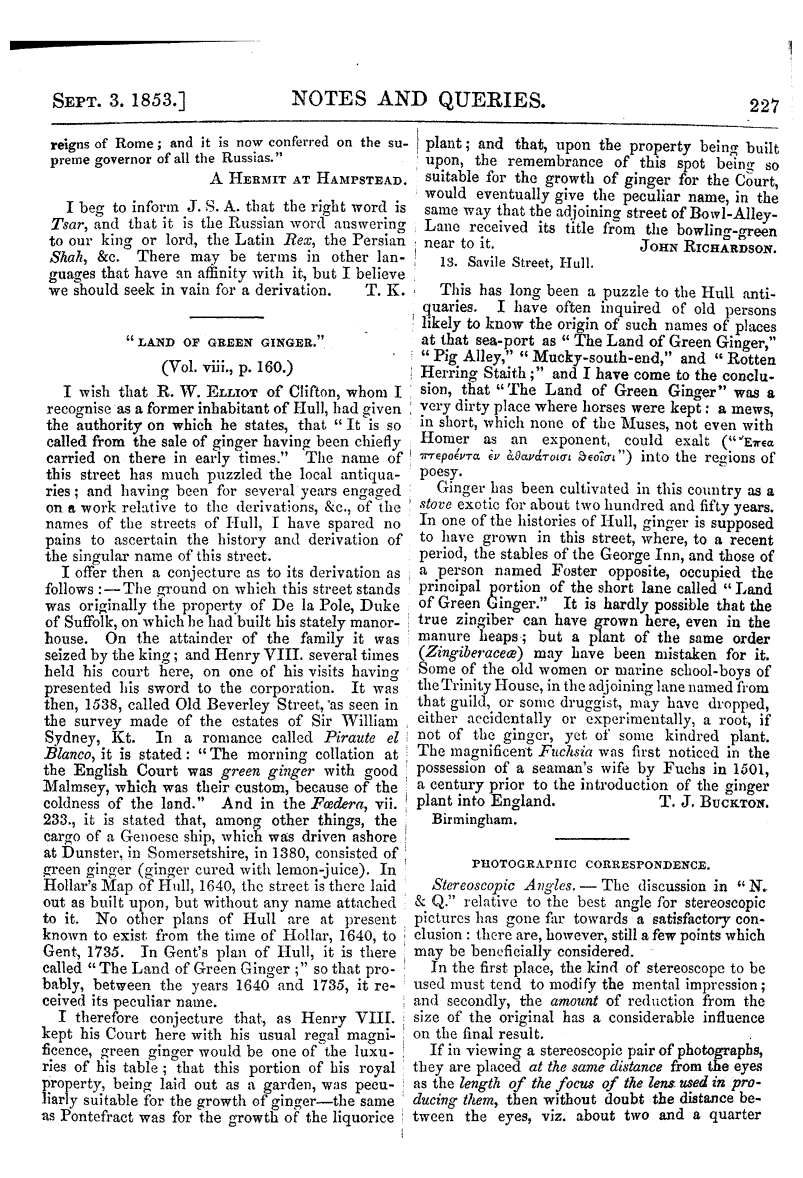 SEPT. 3. 1853.] NOTES AND QUERIES. 227
reigns of Rome; and it is now conferred on the su-
preme governor of all the Russias."
A HERMIT AT HAMPSTEAD.
I beg to inform J. S. A. that the right word is
Tsar, and that it is the Russian word answering
to our king or lord, the Latin Rex, the Persian
Shah, &c. There may be terms in other lan-
guages that have an affinity with it, but I believe
we should seek in vain for a derivation. T. K.
"LAND OF GREEN GINGER."
(Vol. viii., p. 160.)
I wish that R. W. ELLIOT of Clifton, whom I
recognise as a former inhabitant of Hull, had given
the authority on which he states, that "It is so
called from the sale of ginger having been chiefly
carried on there in early times." The name of
this street has much puzzled the local antiqua-
ries; and having been for several years engaged
on a work relative to the derivations, &c., of the
names of the streets of Hull, I have spared no
pains to ascertain the history and derivation of
the singular name of this street.
I offer then a conjecture as to its derivation as
follows:—The ground on which this street stands
was originally the property of De la Pole, Duke
of Suffolk, on which he had built his stately manor-
house. On the attainder of the family it was
seized by the king; and Henry VIII. several times
held his court here, on one of his visits having
presented his sword to the corporation. It was
then, 1538, called Old Beverley Street, as seen in
the survey made of the estates of Sir William
Sydney, Kt. In a romance called Piraute el
Blanco, it is stated: "The morning collation at
the English Court was green ginger with good
Malmsey, which was their custom, because of the
coldness of the land." And in the Fœdera, vii.
233., it is stated that, among other things, the
cargo of a Genoese ship, which was driven ashore
at Dunster, in Somersetshire, in 1380, consisted of
green ginger (ginger cured with lemon-juice). In
Hollar's Map of Hull, 1640, the street is there laid
out as built upon, but without any name attached
to it. No other plans of Hull are at present
known to exist from the time of Hollar, 1640, to
Gent, 1735. In Gent's plan of Hull, it is there
called "The Land of Green Ginger;" so that pro-
bably, between the years 1640 and 1735, it re-
ceived its peculiar name.
I therefore conjecture that, as Henry VIII.
kept his Court here with his usual regal magni-
ficence, green ginger would be one of the luxu-
ries of his table; that this portion of his royal
property, being laid out as a garden, was pecu-
liarly suitable for the growth of ginger—the same
as Pontefract was for the growth of the liquorice
plant; and that, upon the property being built
upon, the remembrance of this spot being so
suitable for the growth of ginger for the Court,
would eventually give the peculiar name, in the
same way that the adjoining street of Bowl-Alley-
Lane received its title from the bowling-green
near to it. JOHN RICHARDSON.
13. Savile Street, Hull.
This has long been a puzzle to the Hull anti-
quaries. I have often inquired of old persons
likely to know the origin of such names of places
at that sea-port as "The Land of Green Ginger,"
"Pig Alley," "Mucky-south-end," and "Rotten
Herring Staith;" and I have come to the conclu-
sion, that "The Land of Green Ginger" was a
very dirty place where horses were kept: a mews,
in short, which none of the Muses, not even with
Homer as an exponent, could exalt ("Ἔπεα
πτερόεντα ἐν ἀθανάτοισι θεοῖσι") into the regions of
poesy.
Ginger has been cultivated in this country as a
stove exotic for about two hundred and fifty years.
In one of the histories of Hull, ginger is supposed
to have grown in this street, where, to a recent
period, the stables of the George Inn, and those of
a person named Foster opposite, occupied the
principal portion of the short lane called "Land
of Green Ginger." It is hardly possible that the
true zingiber can have grown here, even in the
manure heaps; but a plant of the same order
(Zingiberaceæ) may have been mistaken for it.
Some of the old women or marine school-boys of
the Trinity House, in the adjoining lane named from
that guild, or some druggist, may have dropped,
either accidentally or experimentally, a root, if
not of the ginger, yet of some kindred plant.
The magnificent Fuchsia was first noticed in the
possession of a seaman's wife by Fuchs in 1501,
a century prior to the introduction of the ginger
plant into England. T. J. BUCKTON.
Birmingham.
PHOTOGRAPHIC CORRESPONDENCE.
Stereoscopic Angles. — The discussion in "N.
& Q." relative to the best angle for stereoscopic
pictures has gone far towards a satisfactory con-
clusion: there are, however, still a few points which
may be beneficially considered.
In the first place, the kind of stereoscope to be
used must tend to modify the mental impression;
and secondly, the amount of reduction from the
size of the original has a considerable influence
on the final result.
If in viewing a stereoscopic pair of photographs,
they are placed at the same distance from the eyes
as the length of the focus of the lens used in pro-
ducing them, then without doubt the distance be-
tween the eyes, viz. about two and a quarter